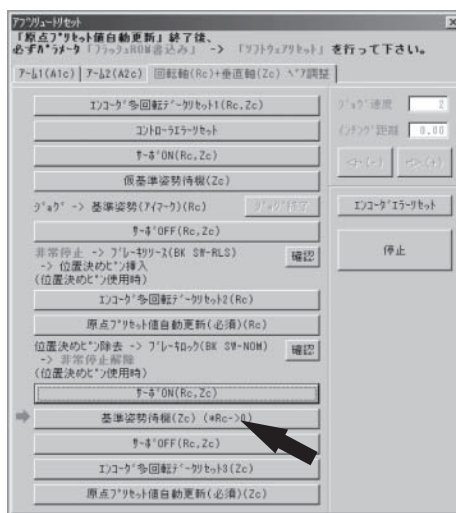 アブソリュートリセット
「原点プリセット値自動更新」終了後、
必ずパラメータ「フラッシュROM書込み」 -> 「ソフトウェアリセット」を行って下さい。
アーム1(A1c) アーム2(A2c) 回転軸(Rc)+垂直軸(Zc) ペア調整
エンコーダ多回転データリセット1(Rc,Zc)
コントローラエラーリセット
サーボON(Rc,Zc)
仮基準姿勢待機(Zc)
ジョグ -> 基準姿勢(アイマーク)(Rc)
ジョグ終了
サーボOFF(Rc,Zc)
非常停止 -> ブレーキリリース(BK SW-RLS)
-> 位置決めピン挿入
(位置決めピン使用時)
確認
エンコーダ多回転データリセット2(Rc)
原点プリセット値自動更新(必須)(Rc)
位置決めピン除去 -> ブレーキロック(BK SW-NOM)
-> 非常停止解除
(位置決めピン使用時)
確認
サーボON(Rc,Zc)
基準姿勢待機(Zc) (*Rc->0)
サーボOFF(Rc,Zc)
エンコーダ多回転データリセット3(Zc)
原点プリセット値自動更新(必須)(Zc)
ジョグ速度 2
インチング距離 0.00
<-(-) ->(+)
エンコーダエラーリセット
停止